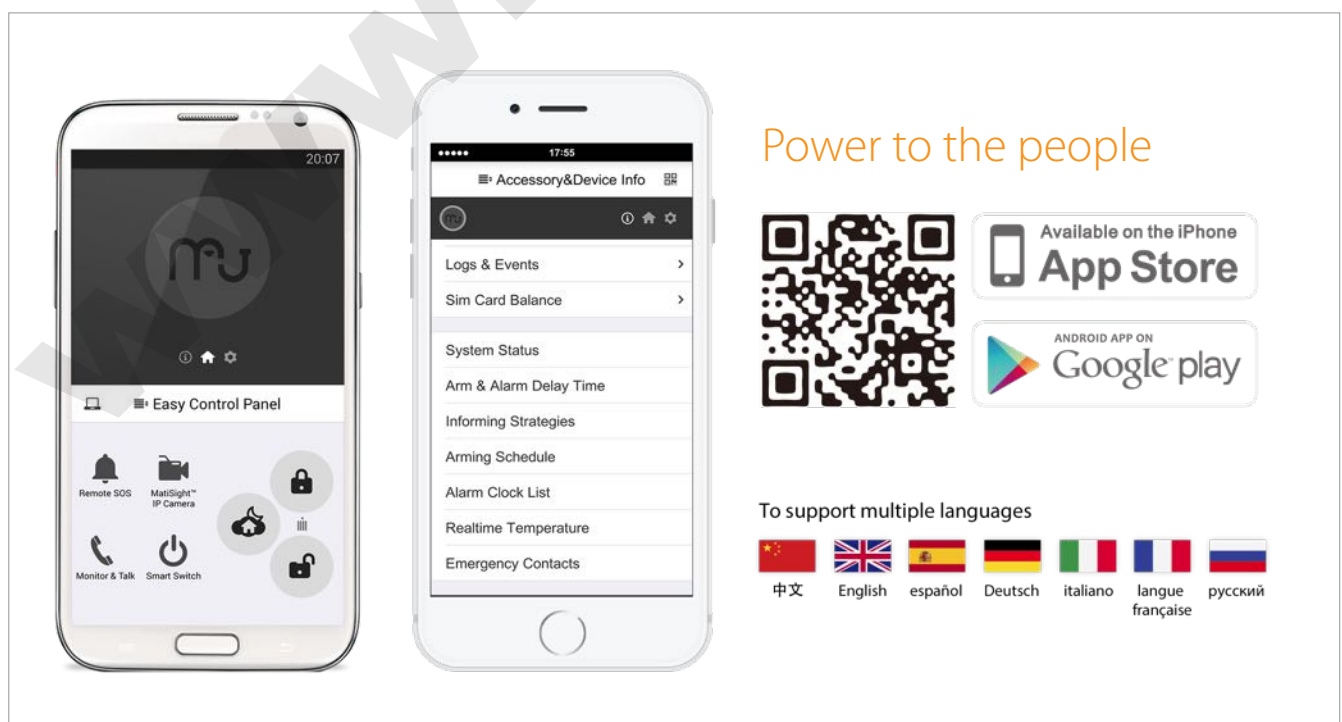 20:07
mu
Easy Control Panel
Remote SOS
MatiSight™
IP Camera
Monitor & Talk
Smart Switch
17:55
Accessory&Device Info
mu
Logs & Events
Sim Card Balance
System Status
Arm & Alarm Delay Time
Informing Strategies
Arming Schedule
Alarm Clock List
Realtime Temperature
Emergency Contacts
Power to the people
Available on the iPhone
App Store
ANDROID APP ON
Google play
To support multiple languages
中文
English
español
Deutsch
italiano
langue
française
русский